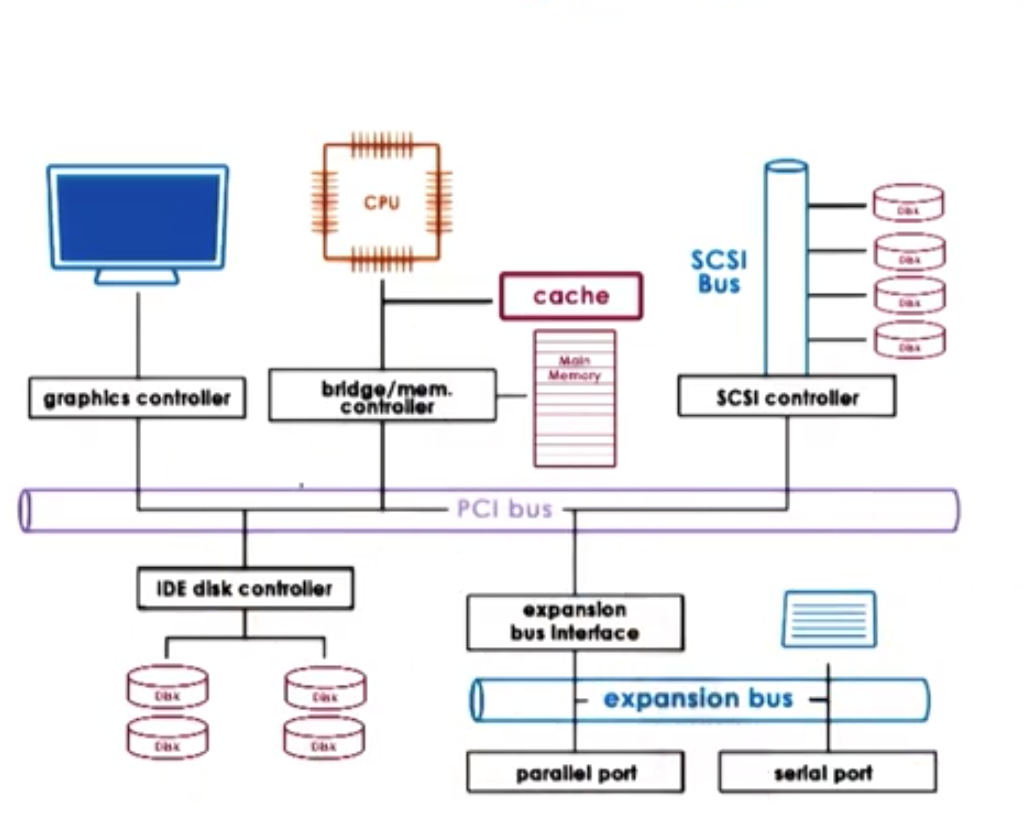 CPU
SCSI
Bus
Disk
Disk
Disk
Disk
cache
Main
Memory
graphics controller
bridge/mem.
controller
SCSI controller
PCI bus
IDE disk controller
expansion
bus interface
Disk
Disk
Disk
Disk
expansion bus
parallel port
serial port